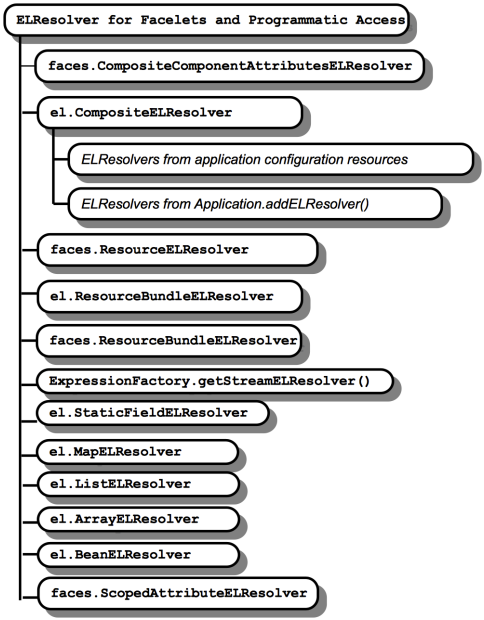 ELResolver for Facelets and Programmatic Access
faces.CompositeComponentAttributesELResolver
el.CompositeELResolver
ELResolvers from application configuration resources
ELResolvers from Application.addELResolver()
faces.ResourceELResolver
el.ResourceBundleELResolver
faces.ResourceBundleELResolver
ExpressionFactory.getStreamELResolver()
el.StaticFieldELResolver
el.MapELResolver
el.ListELResolver
el.ArrayELResolver
el.BeanELResolver
faces.ScopedAttributeELResolver